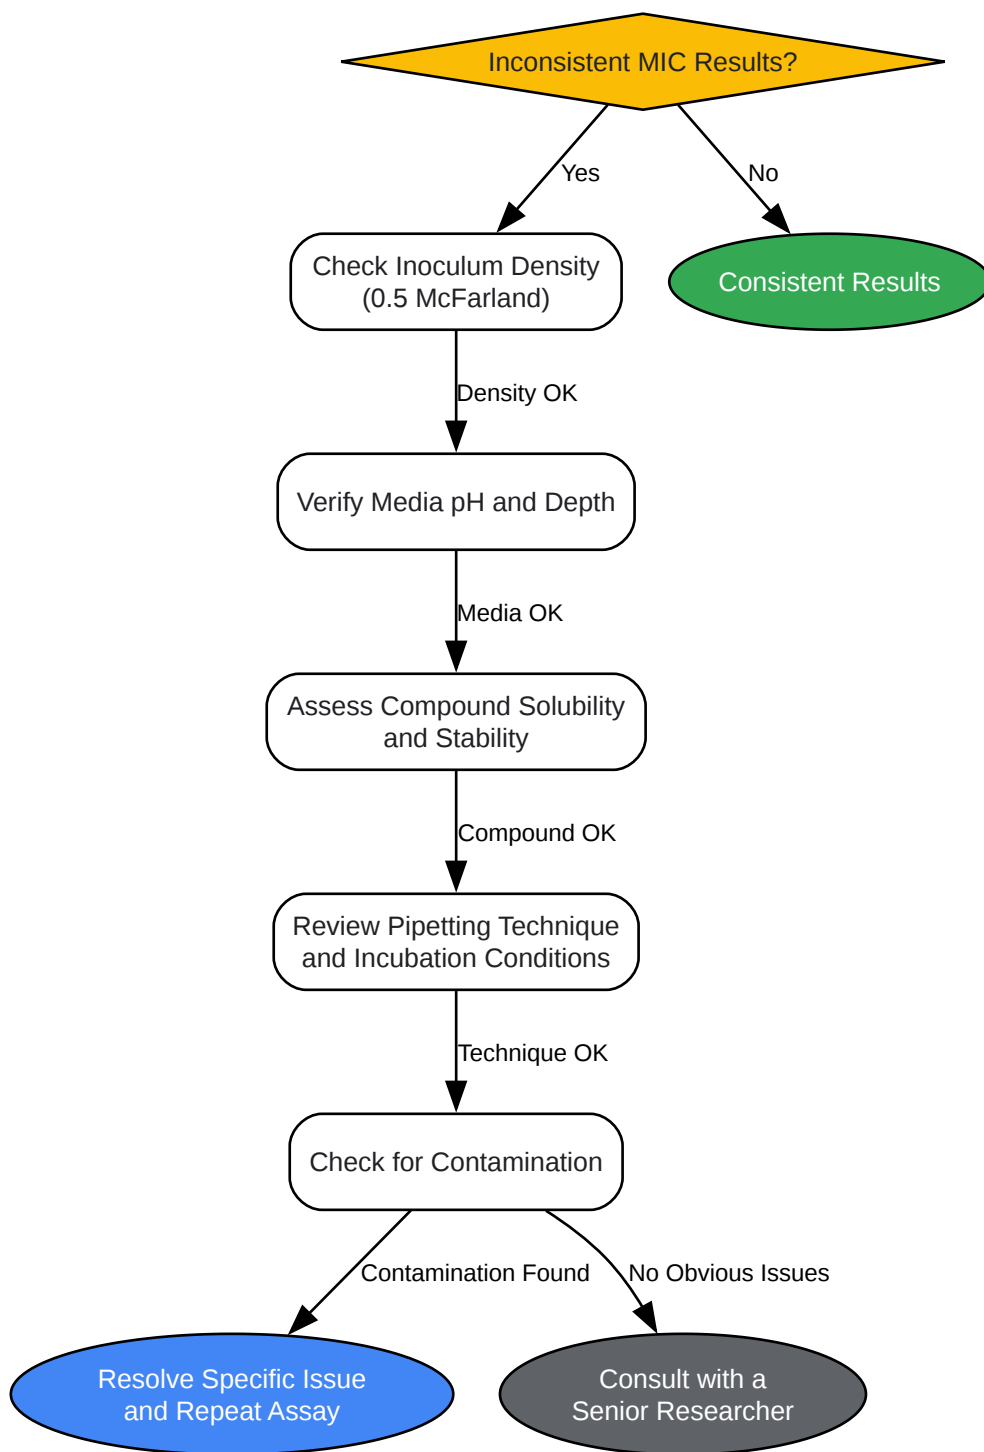 Inconsistent MIC Results?
Yes
No
Check Inoculum Density
(0.5 McFarland)
Consistent Results
Density OK
Verify Media pH and Depth
Media OK
Assess Compound Solubility
and Stability
Compound OK
Review Pipetting Technique
and Incubation Conditions
Technique OK
Check for Contamination
Contamination Found
No Obvious Issues
Resolve Specific Issue
and Repeat Assay
Consult with a
Senior Researcher